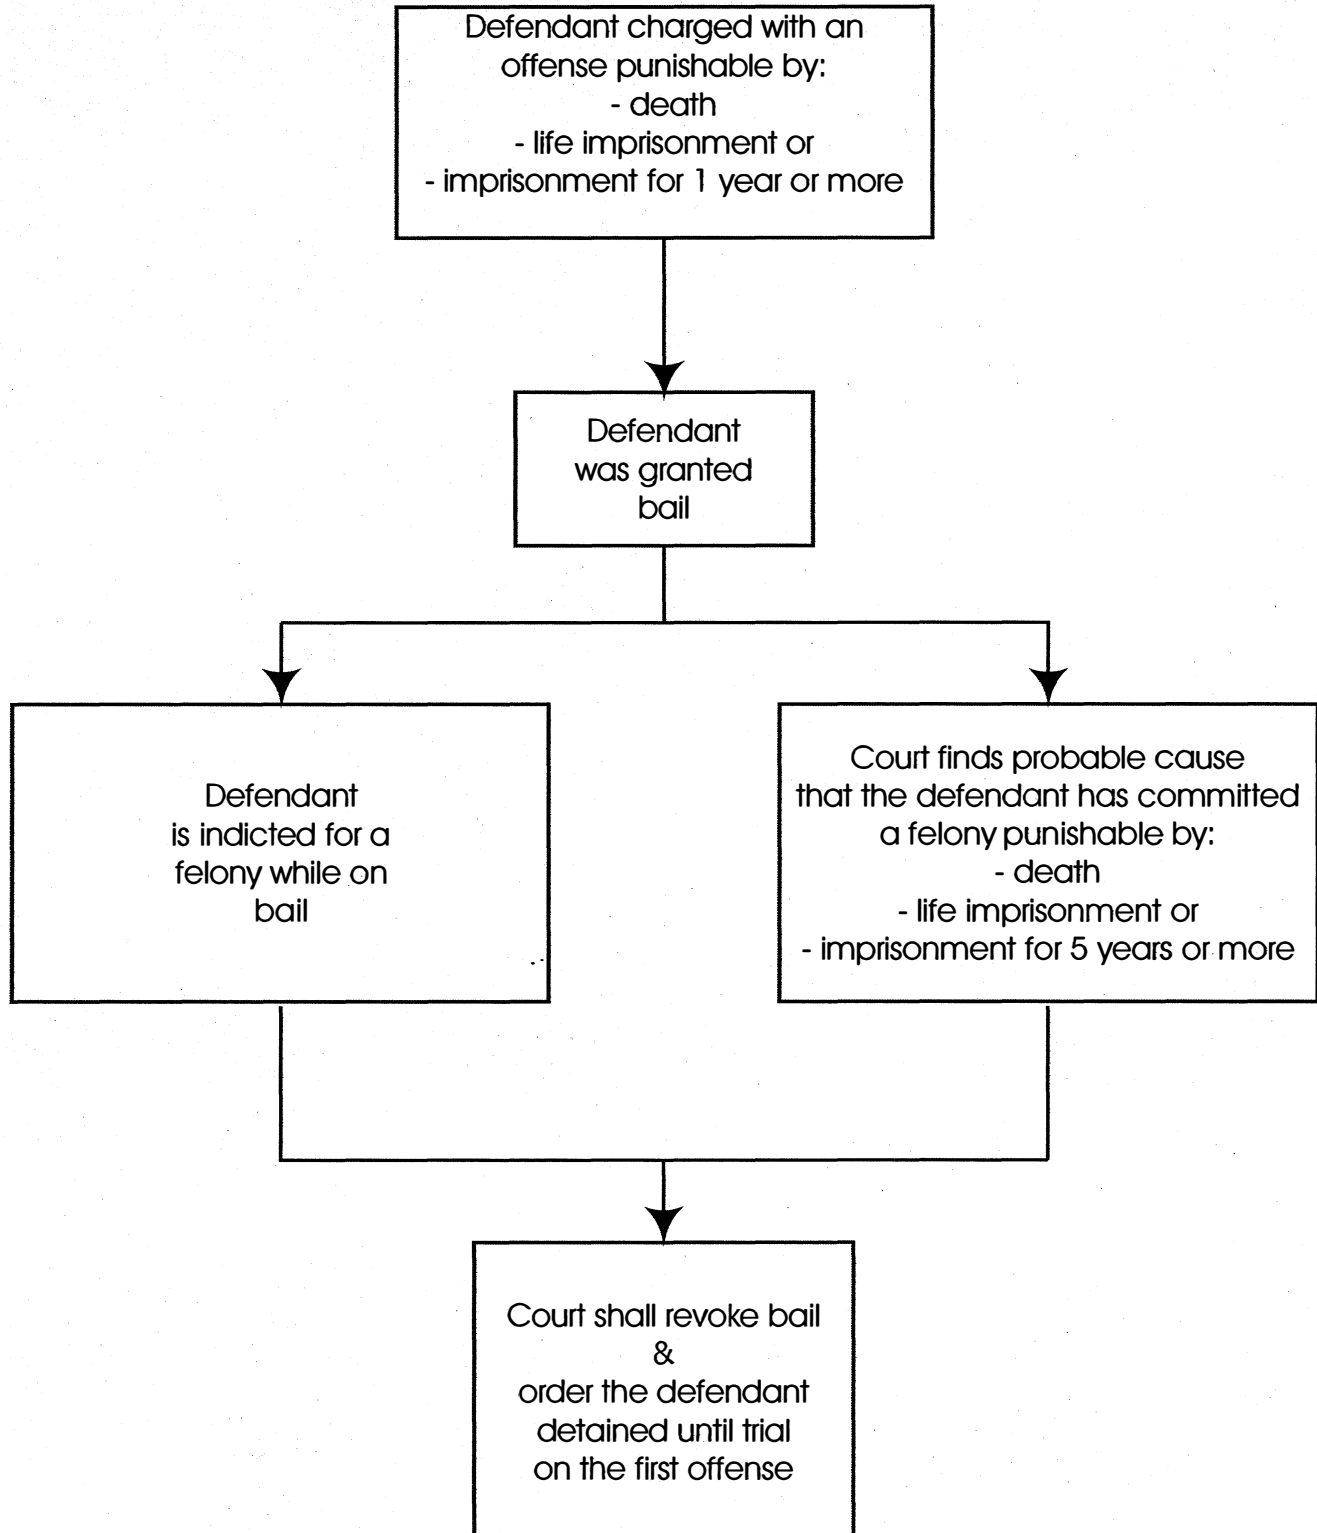 Defendant charged with an
offense punishable by:
- death
- life imprisonment or
- imprisonment for 1 year or more
Defendant
was granted
bail
Defendant
is indicted for a
felony while on
bail
Court finds probable cause
that the defendant has committed
a felony punishable by:
- death
- life imprisonment or
- imprisonment for 5 years or more
Court shall revoke bail
&
order the defendant
detained until trial
on the first offense